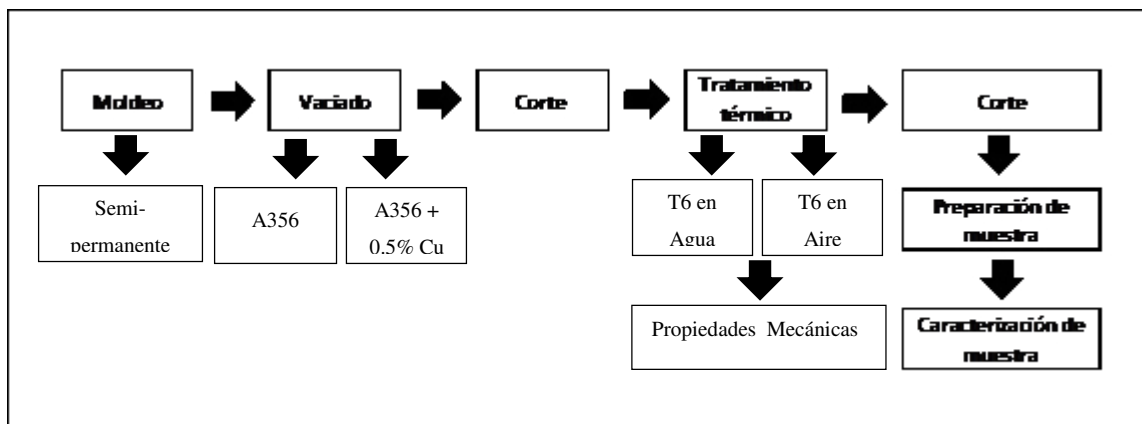 Moldeo
Vaciado
Corte
Tratamiento
térmico
Corte
Semi-
permanente
A356
A356 +
0.5% Cu
T6 en
Agua
T6 en
Aire
Preparación de
muestra
Propiedades Mecánicas
Caracterización de
muestra